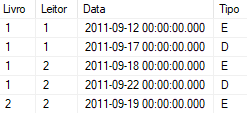 Livro Leitor Data Tipo
1 1 2011-09-12 00:00:00.000 E
1 1 2011-09-17 00:00:00.000 D
1 2 2011-09-18 00:00:00.000 E
1 2 2011-09-22 00:00:00.000 D
2 2 2011-09-19 00:00:00.000 E